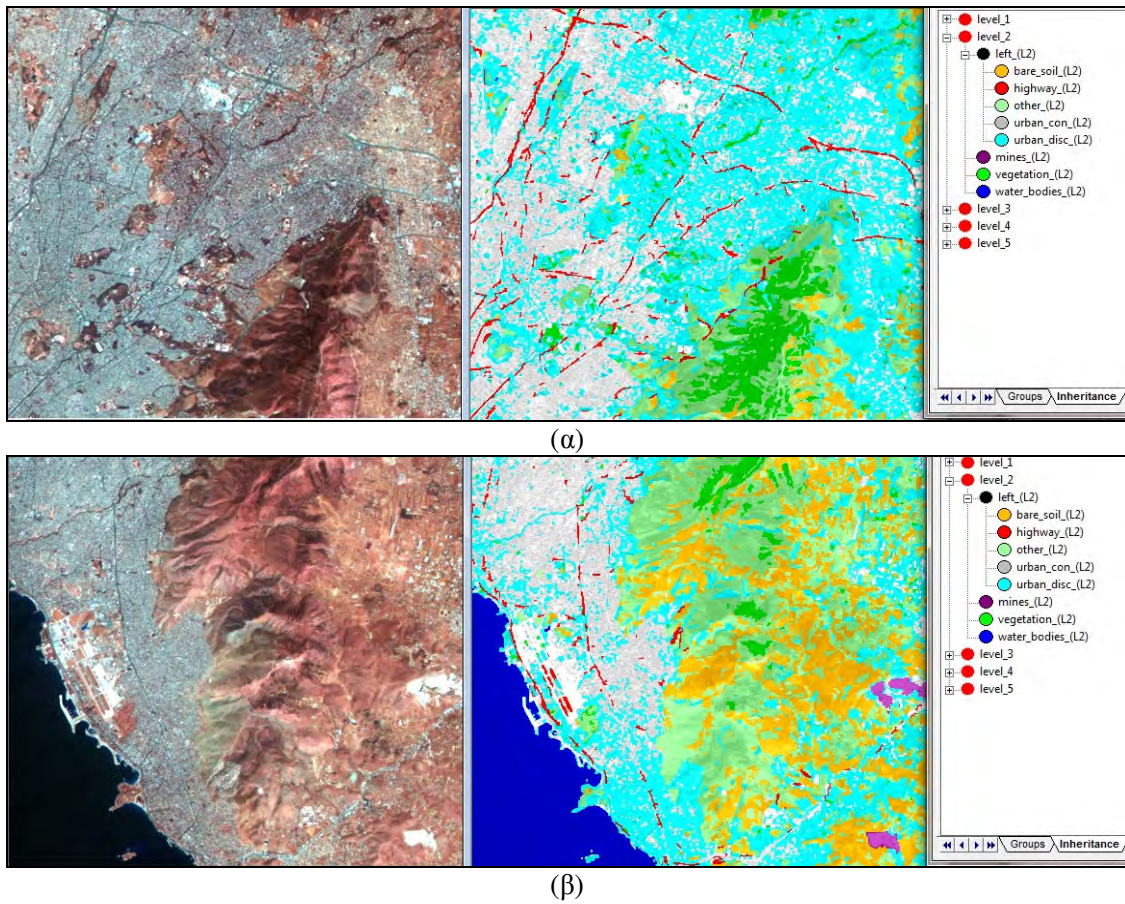 level_1
level_2
left_(L2)
bare_soil_(L2)
highway_(L2)
other_(L2)
urban_con_(L2)
urban_disc_(L2)
mines_(L2)
vegetation_(L2)
water_bodies_(L2)
level_3
level_4
level_5
Groups Inheritance
(α)
level_1
level_2
left_(L2)
bare_soil_(L2)
highway_(L2)
other_(L2)
urban_con_(L2)
urban_disc_(L2)
mines_(L2)
vegetation_(L2)
water_bodies_(L2)
level_3
level_4
level_5
Groups Inheritance
(β)